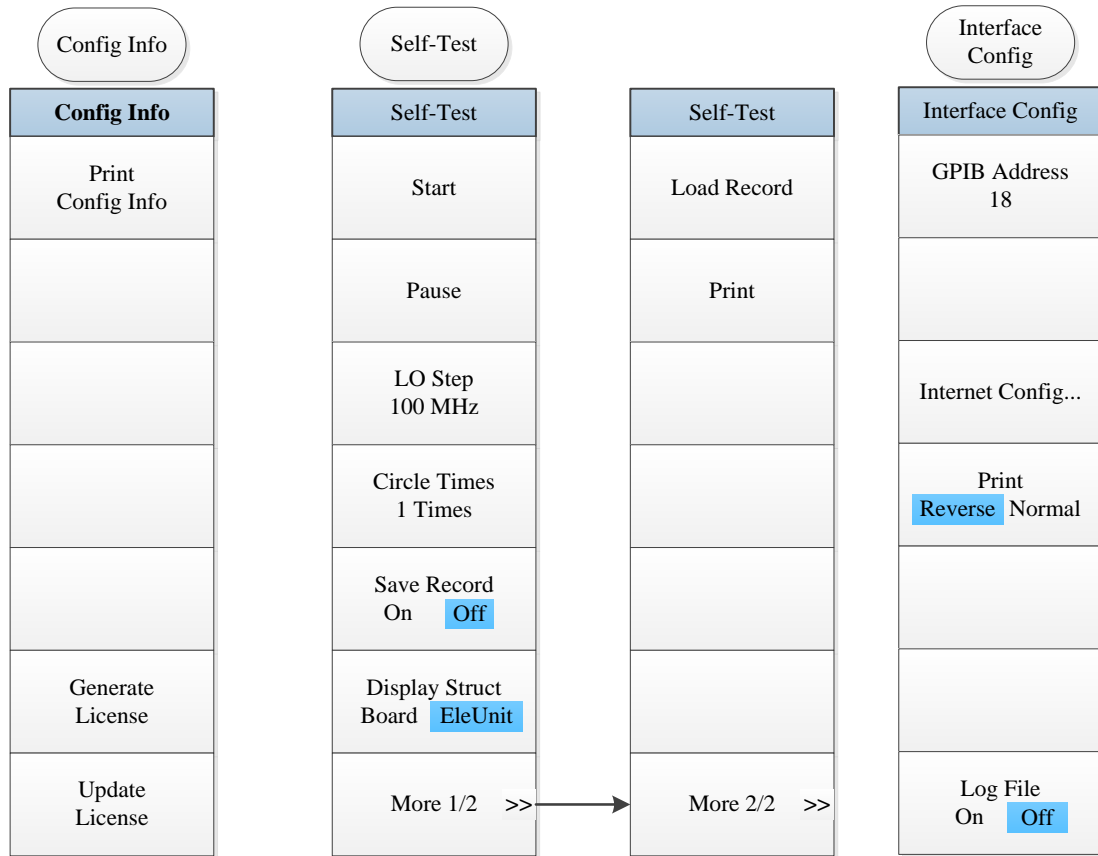 Config Info
Config Info
Print
Config Info
Generate
License
Update
License
Self-Test
Self-Test
Start
Pause
LO Step
100 MHz
Circle Times
1 Times
Save Record
On Off
Display Struct
Board EleUnit
More 1/2 >>
Self-Test
Load Record
Print
More 2/2 >>
Interface
Config
Interface Config
GPIB Address
18
Internet Config...
Print
Reverse Normal
Log File
On Off